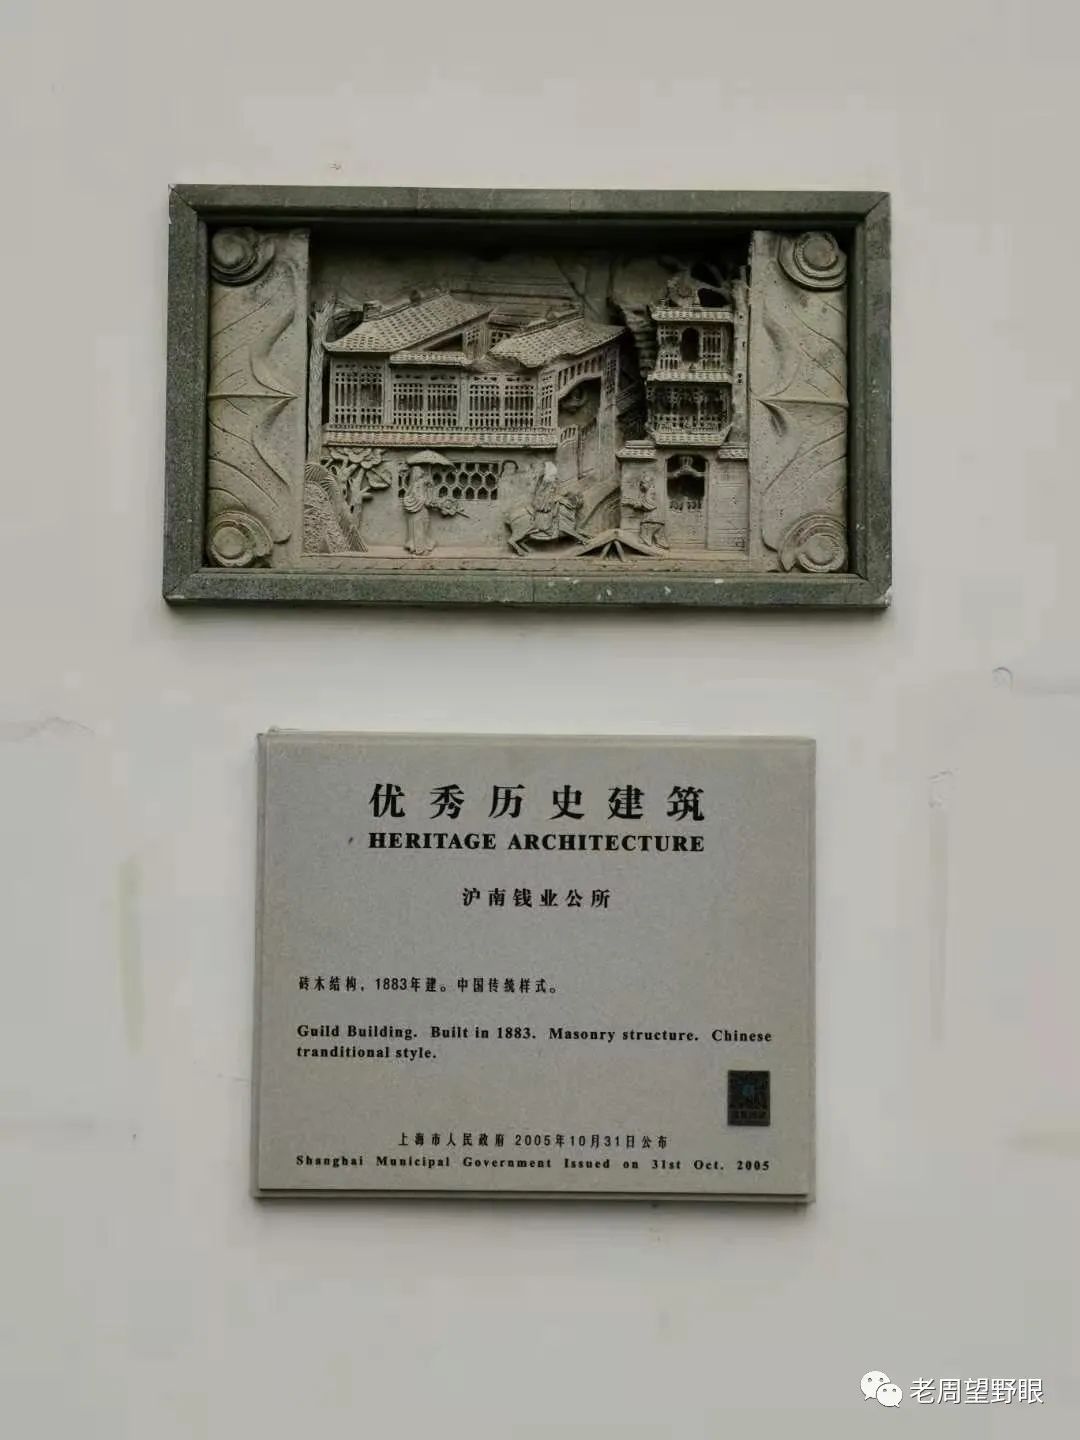 优秀历史建筑
HERITAGE ARCHITECTURE
沪南钱业公所
砖木结构，1883年建。中国传统样式。
Guild Building. Built in 1883. Masonry structure. Chinese
tranditional style.
上海市人民政府 2005年10月31日公布
Shanghai Municipal Government Issued on 31st Oct. 2005
老周望野眼